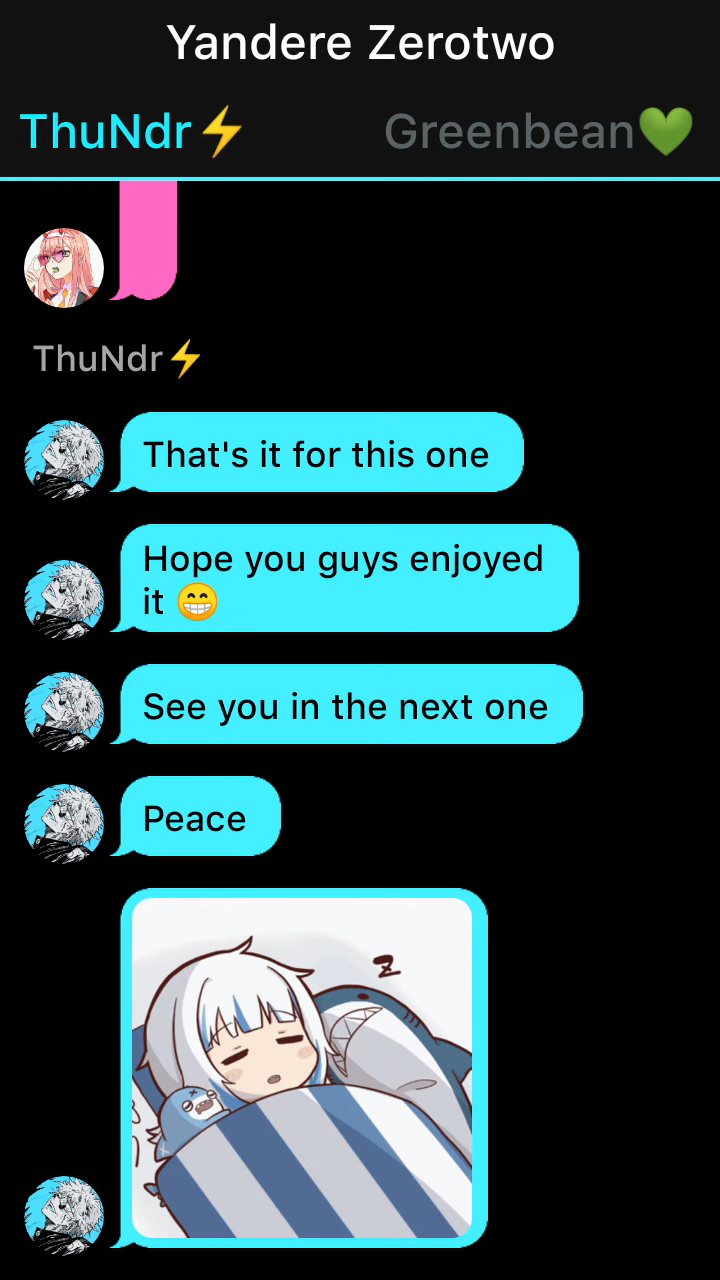 Yandere Zerotwo
ThuNdr⚡
Greenbean💚
ThuNdr⚡
That's it for this one
Hope you guys enjoyed
it 😁
See you in the next one
Peace
z